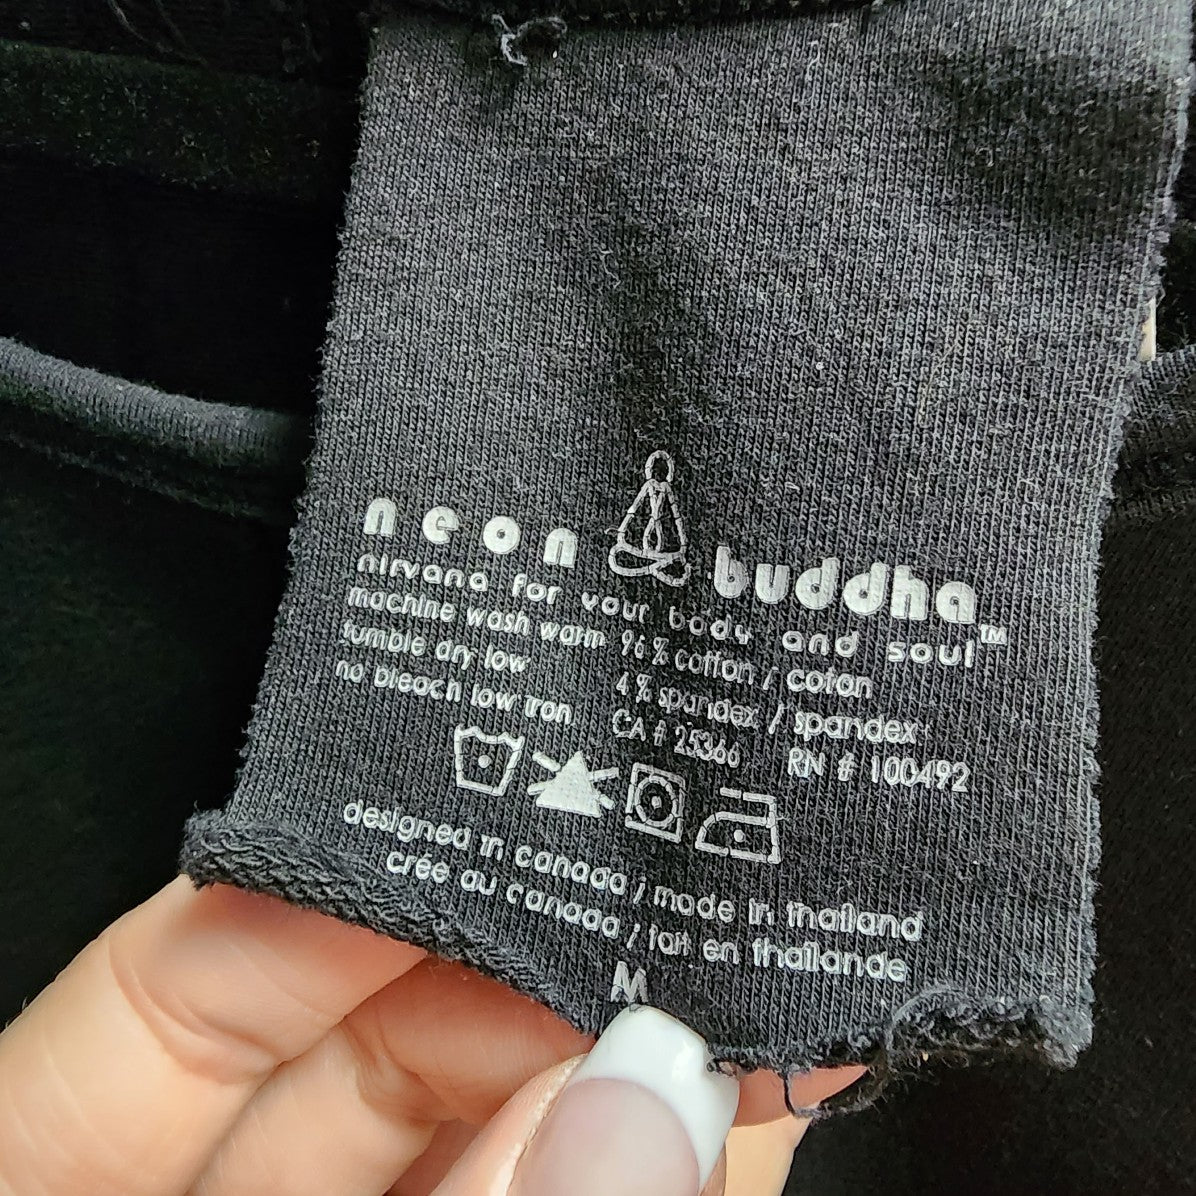 neon buddha™
nirvana for your body and soul
machine wash warm
tumble dry low
no bleach low iron
96% cotton / coton
4% spandex / spandex
CA # 25366 RN # 100492
designed in canada / made in thailand
crée au canada / fait en thaïlande
M